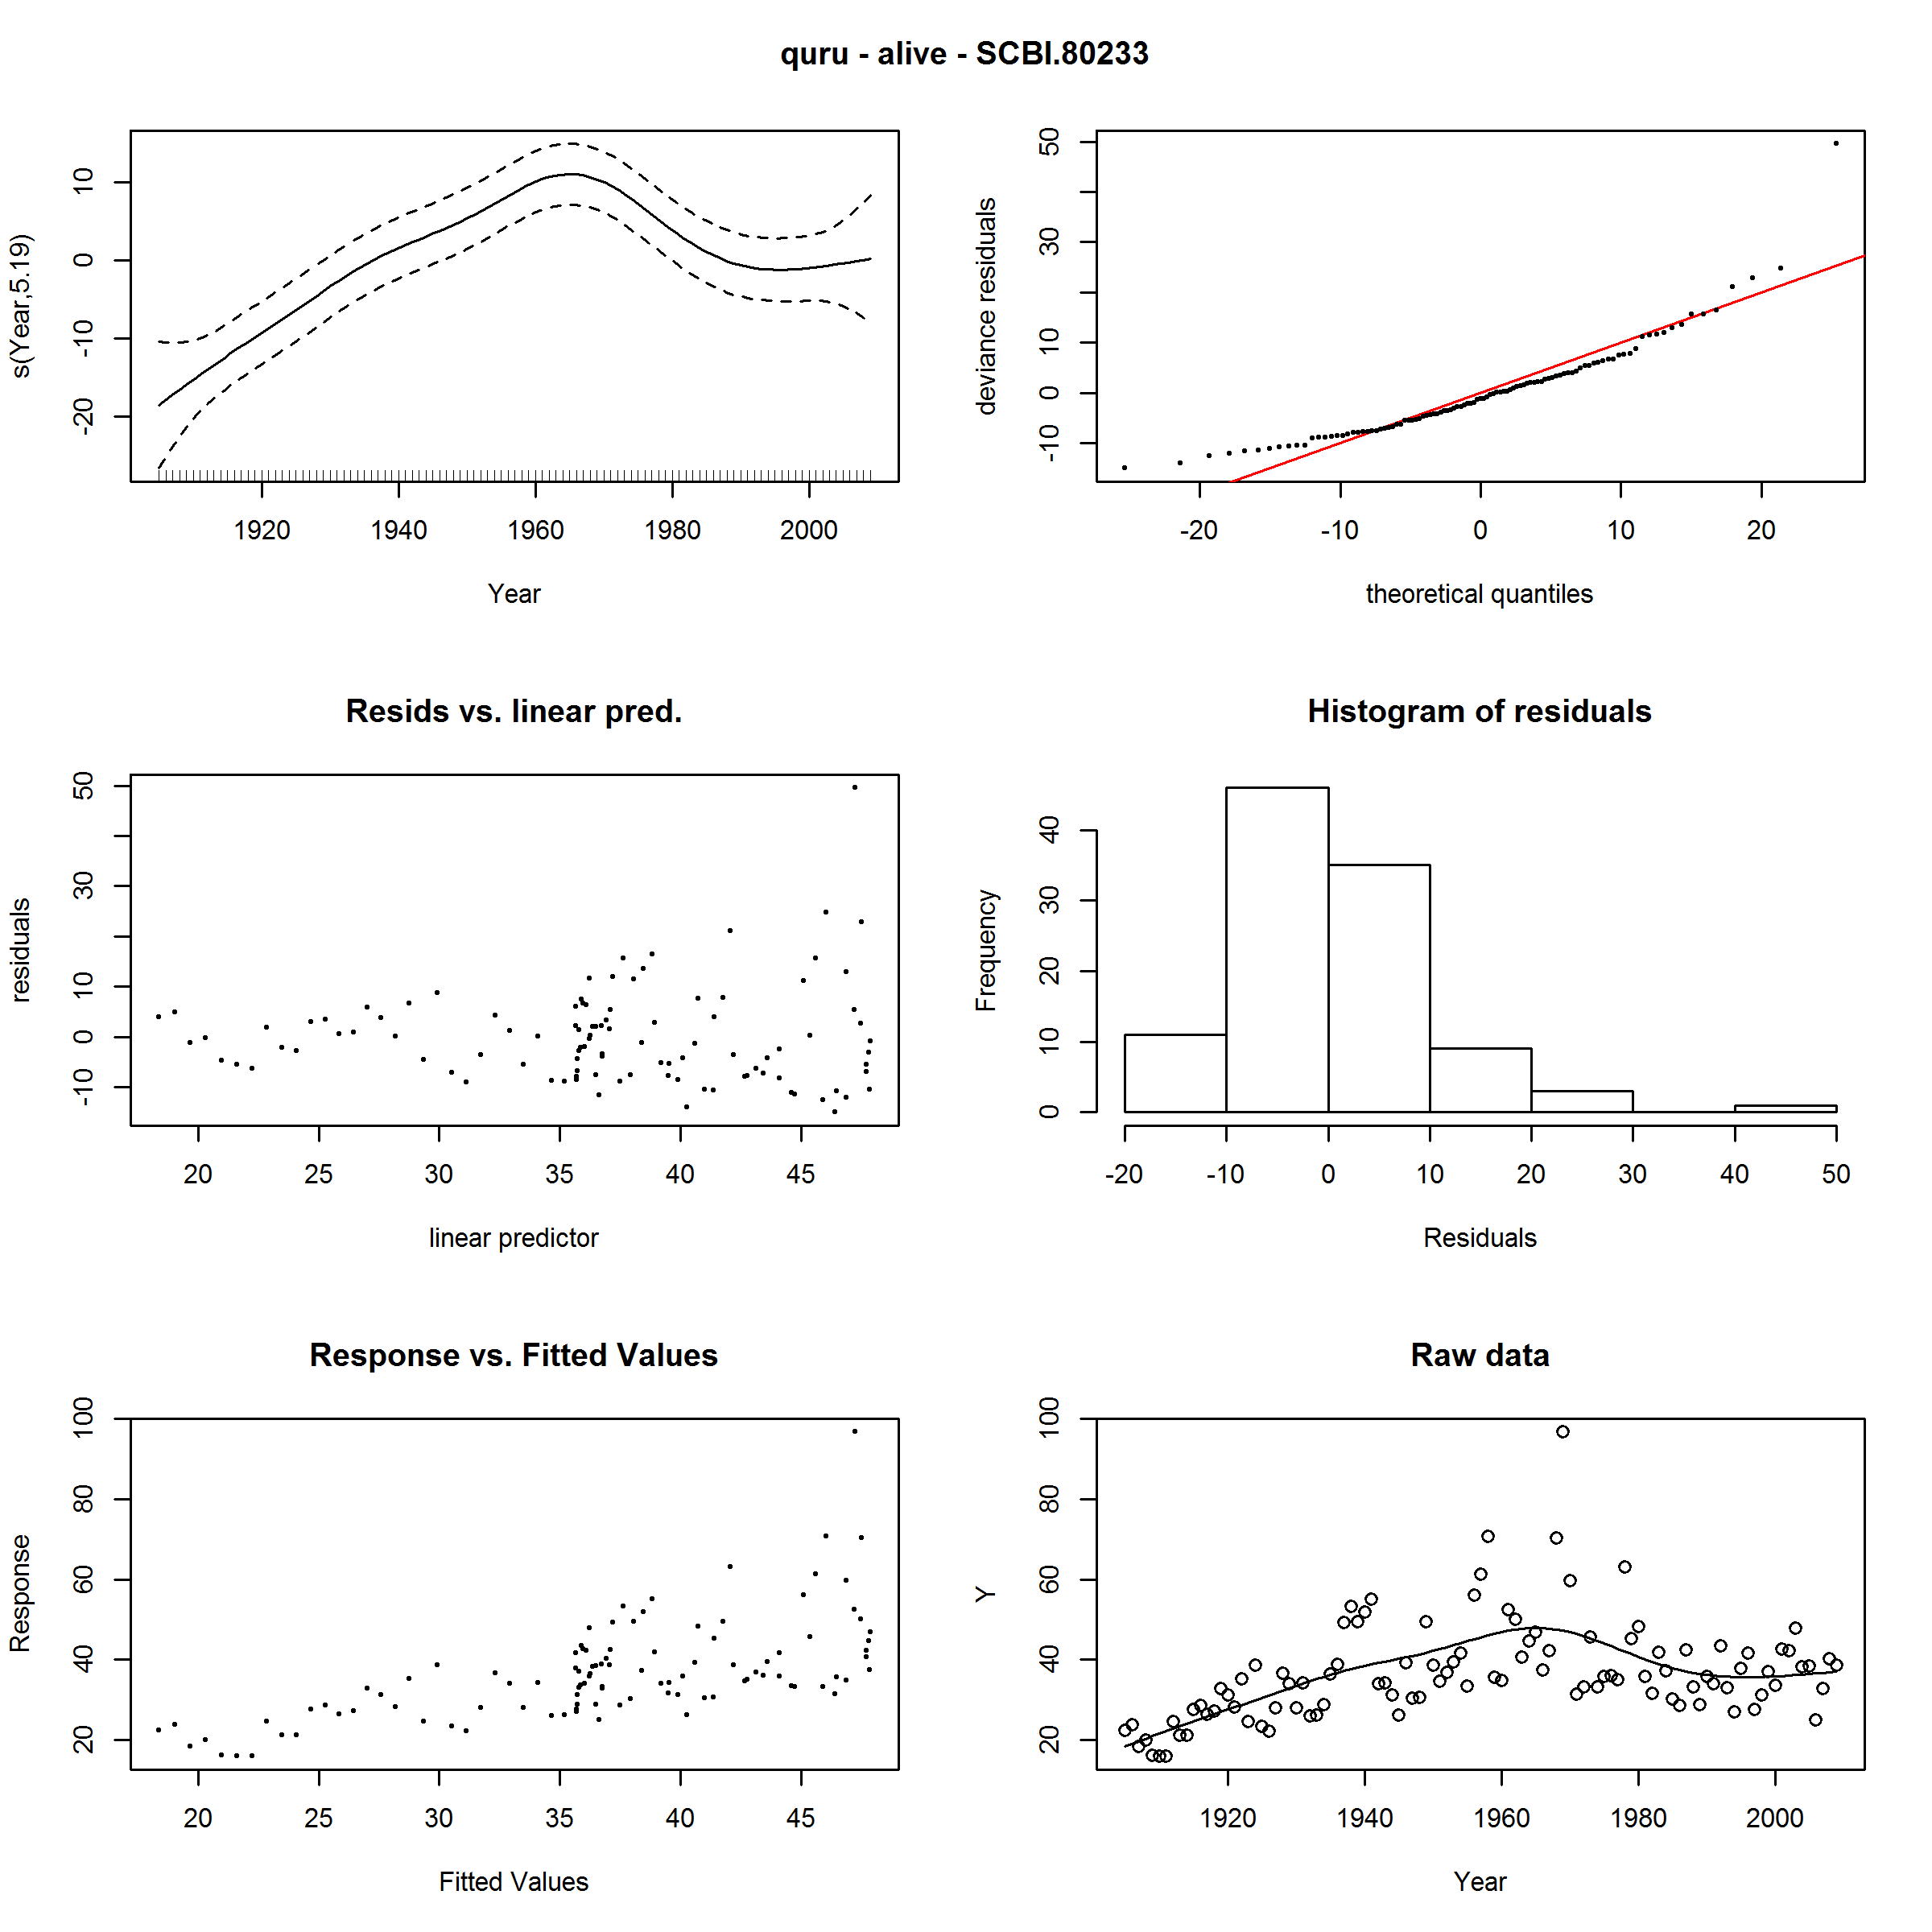 quru - alive - SCBI.80233
s(Year,5.19)
10
0
-10
-20
1920 1940 1960 1980 2000
Year
deviance residuals
50
30
10
0
-10
-20 -10 0 10 20
theoretical quantiles
Resids vs. linear pred.
residuals
50
30
10
0
-10
20 25 30 35 40 45
linear predictor
Histogram of residuals
Frequency
40
30
20
10
0
-20 -10 0 10 20 30 40 50
Residuals
Response vs. Fitted Values
Response
100
80
60
40
20
20 25 30 35 40 45
Fitted Values
Raw data
Y
100
80
60
40
20
1920 1940 1960 1980 2000
Year